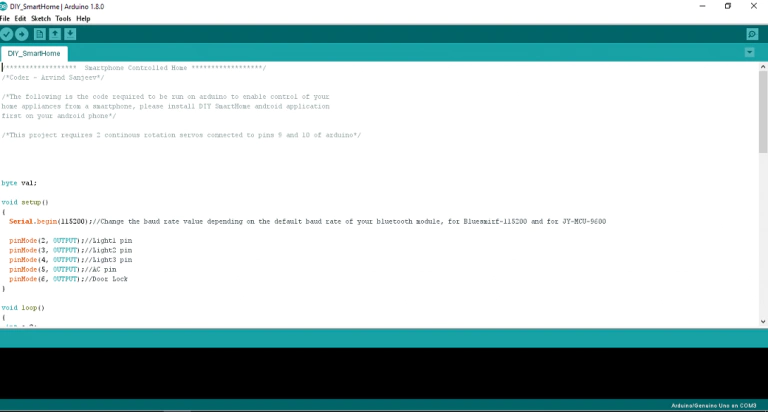 DIY_SmartHome | Arduino 1.8.0
File Edit Sketch Tools Help
DIY_SmartHome
/****************** Smartphone Controlled Home ******************/
/*Coder - Arvind Sanjeev*/
/*The following is the code required to be run on arduino to enable control of your
home appliances from a smartphone, please install DIY SmartHome android application
first on your android phone*/
/*This project requires 2 continous rotation servos connected to pins 9 and 10 of arduino*/
byte val;
void setup()
{
Serial.begin(115200);//Change the baud rate value depending on the default baud rate of your bluetooth module, for Bluesmirf-115200 and for JY-MCU-9600
pinMode(2, OUTPUT);//Light1 pin
pinMode(3, OUTPUT);//Light2 pin
pinMode(4, OUTPUT);//Light3 pin
pinMode(5, OUTPUT);//AC pin
pinMode(6, OUTPUT);//Door Lock
}
void loop()
{
Arduino/Genuino Uno on COM3